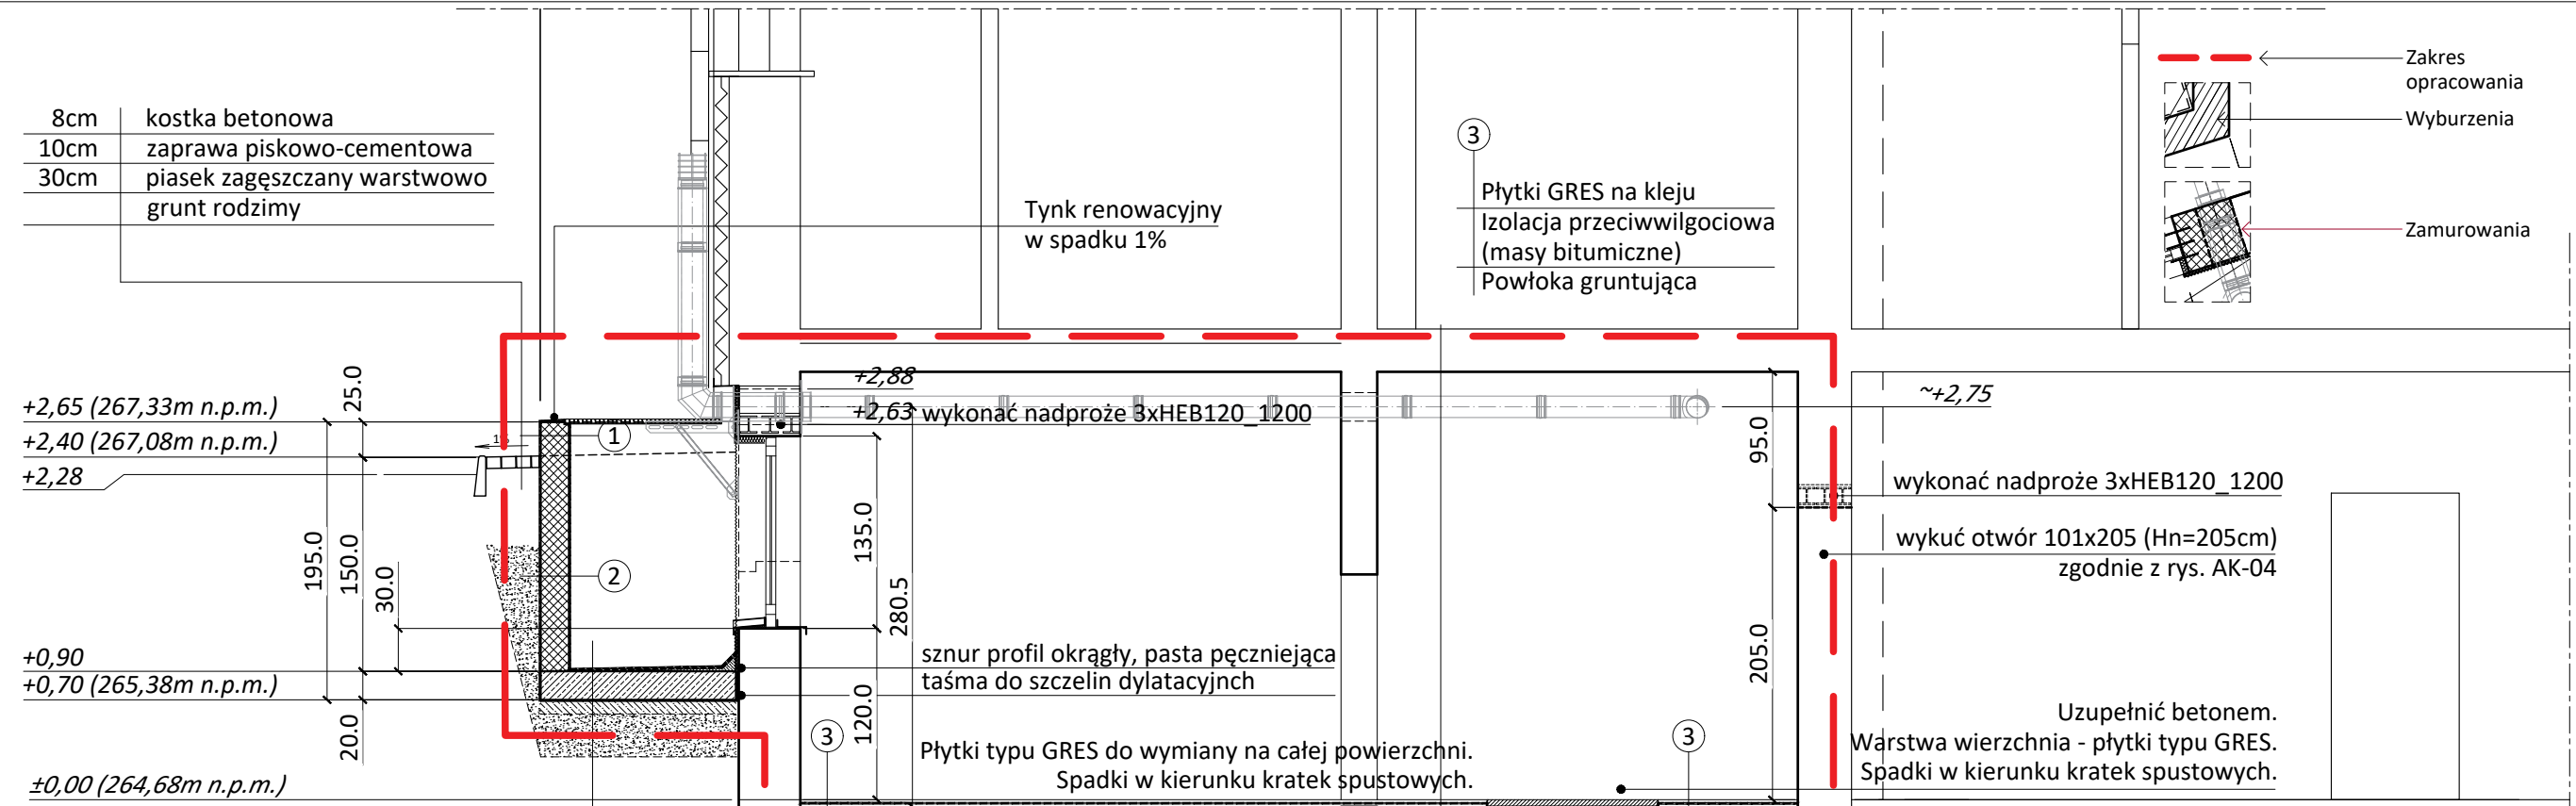 8cm kostka betonowa
10cm zaprawa piskowo-cementowa
30cm piasek zagęszczany warstwowo
grunt rodzimy
Tynk renowacyjny
w spadku 1%
3
Płytki GRES na kleju
Izolacja przeciwwilgociowa
(masy bitumiczne)
Powłoka gruntująca
Zakres
opracowania
Wyburzenia
Zamurowania
+2,65 (267,33m n.p.m.)
+2,40 (267,08m n.p.m.)
+2,28
+0,90
+0,70 (265,38m n.p.m.)
±0,00 (264,68m n.p.m.)
25.0
195.0
150.0
30.0
20.0
1%
1
2
+2,88
+2,63
wykonać nadproże 3xHEB120_1200
135.0
280.5
120.0
sznur profil okrągły, pasta pęczniejąca
taśma do szczelin dylatacyjnch
3
Płytki typu GRES do wymiany na całej powierzchni.
Spadki w kierunku kratek spustowych.
3
95.0
205.0
~+2,75
wykonać nadproże 3xHEB120_1200
wykuć otwór 101x205 (Hn=205cm)
zgodnie z rys. AK-04
Uzupełnić betonem.
Warstwa wierzchnia - płytki typu GRES.
Spadki w kierunku kratek spustowych.